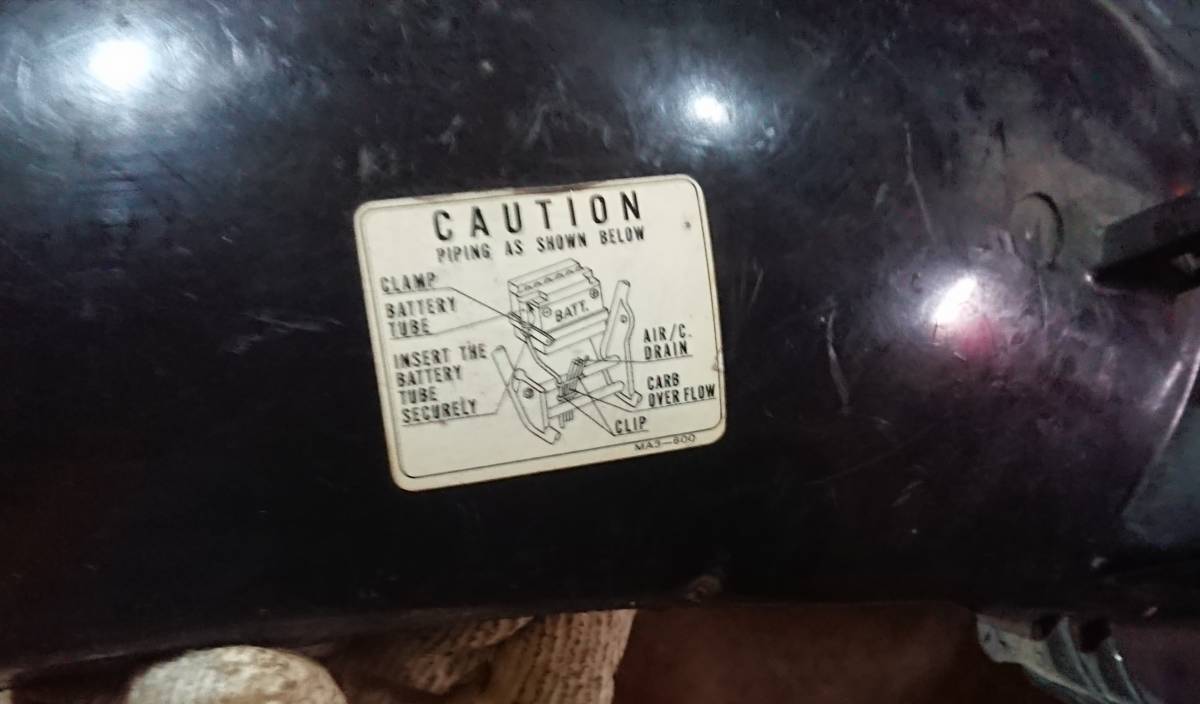 CAUTION
PIPING AS SHOWN BELOW
CLAMP
BATTERY
TUBE
INSERT THE
BATTERY
TUBE
SECURELY
BATT.
AIR/C.
DRAIN
CARB
OVER FLOW
CLIP
MA3-600